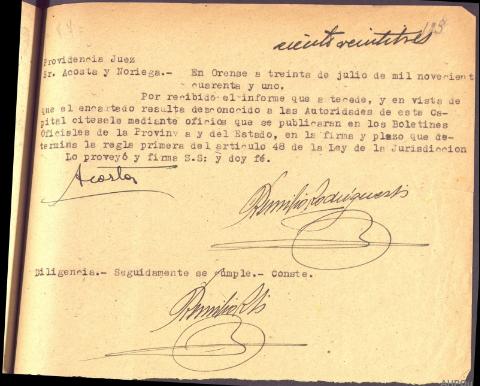 ciento veintitres
123
Providencia Juez
Sr. Acosta y Noriega.- En Orense a treinta de julio de mil novecient
cuarenta y uno.
Por recibido el informe que antecede, y en vista de
que el encartado resulta desconocido a las Autoridades de esta Ca-
pital citesele mediante oficios que se publicaran en los Boletines
Oficiales de la Provinva y del Estado, en la firma y plazo que de-
termina la regla primera del articulo 48 de la Ley de la Jurisdiccion
Lo proveyó y firma S.S: y doy fé.
Acosta
Diligencia.- Seguidamente se cumple.- Conste.